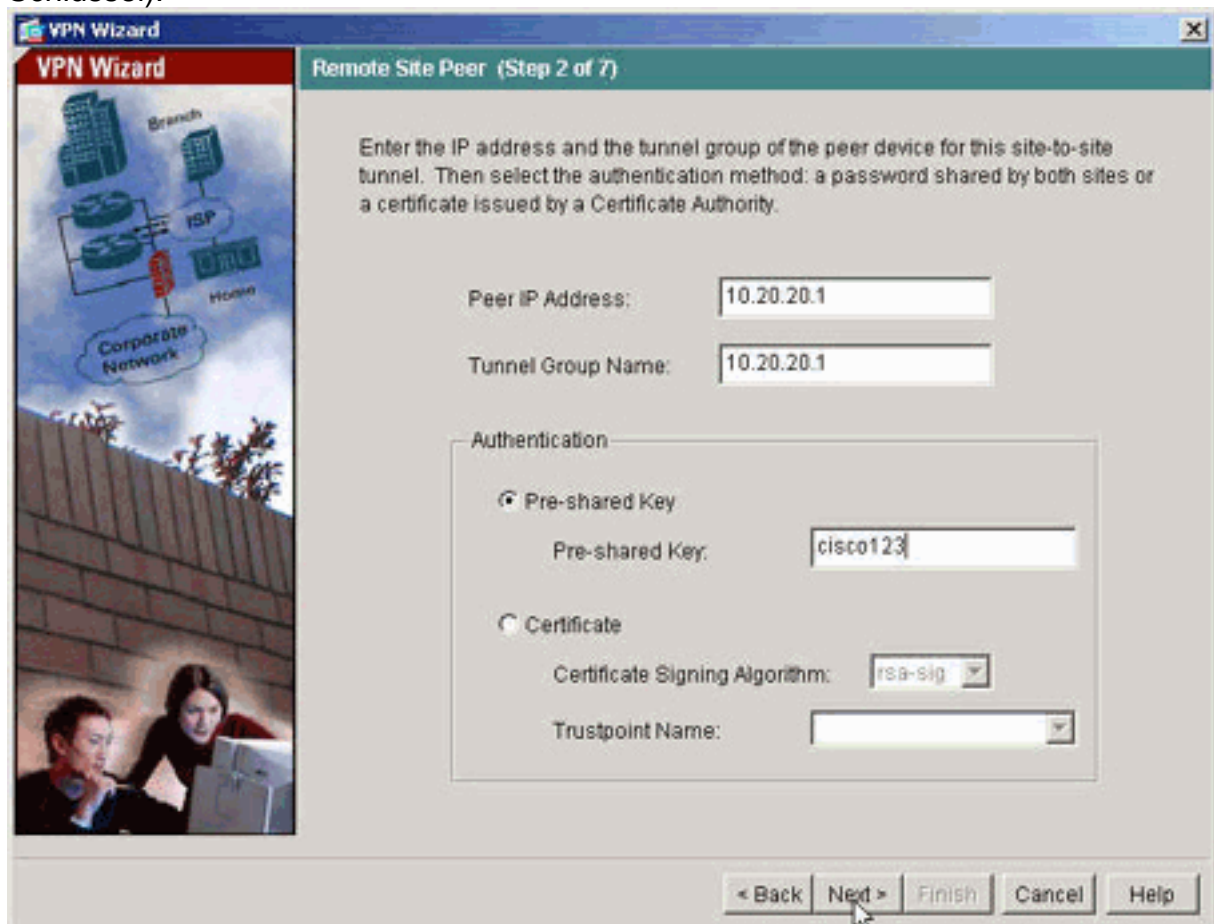 VPN Wizard
VPN Wizard
Remote Site Peer (Step 2 of 7)
Branch
ISP
Home
Corporate
Network
Enter the IP address and the tunnel group of the peer device for this site-to-site
tunnel. Then select the authentication method: a password shared by both sites or
a certificate issued by a Certificate Authority.
Peer IP Address: 10.20.20.1
Tunnel Group Name: 10.20.20.1
Authentication
Pre-shared Key
Pre-shared Key: cisco123
Certificate
Certificate Signing Algorithm: rsa-sig
Trustpoint Name:
< Back Next > Finish Cancel Help